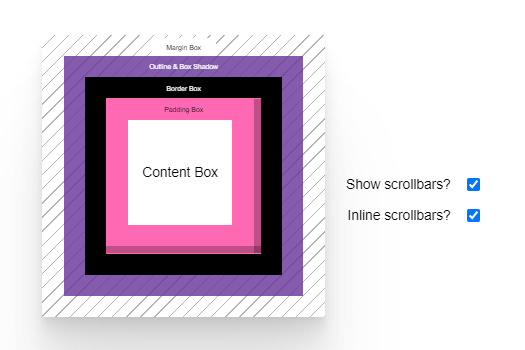 Margin Box
Outline & Box Shadow
Border Box
Padding Box
Content Box
Show scrollbars?
Inline scrollbars?